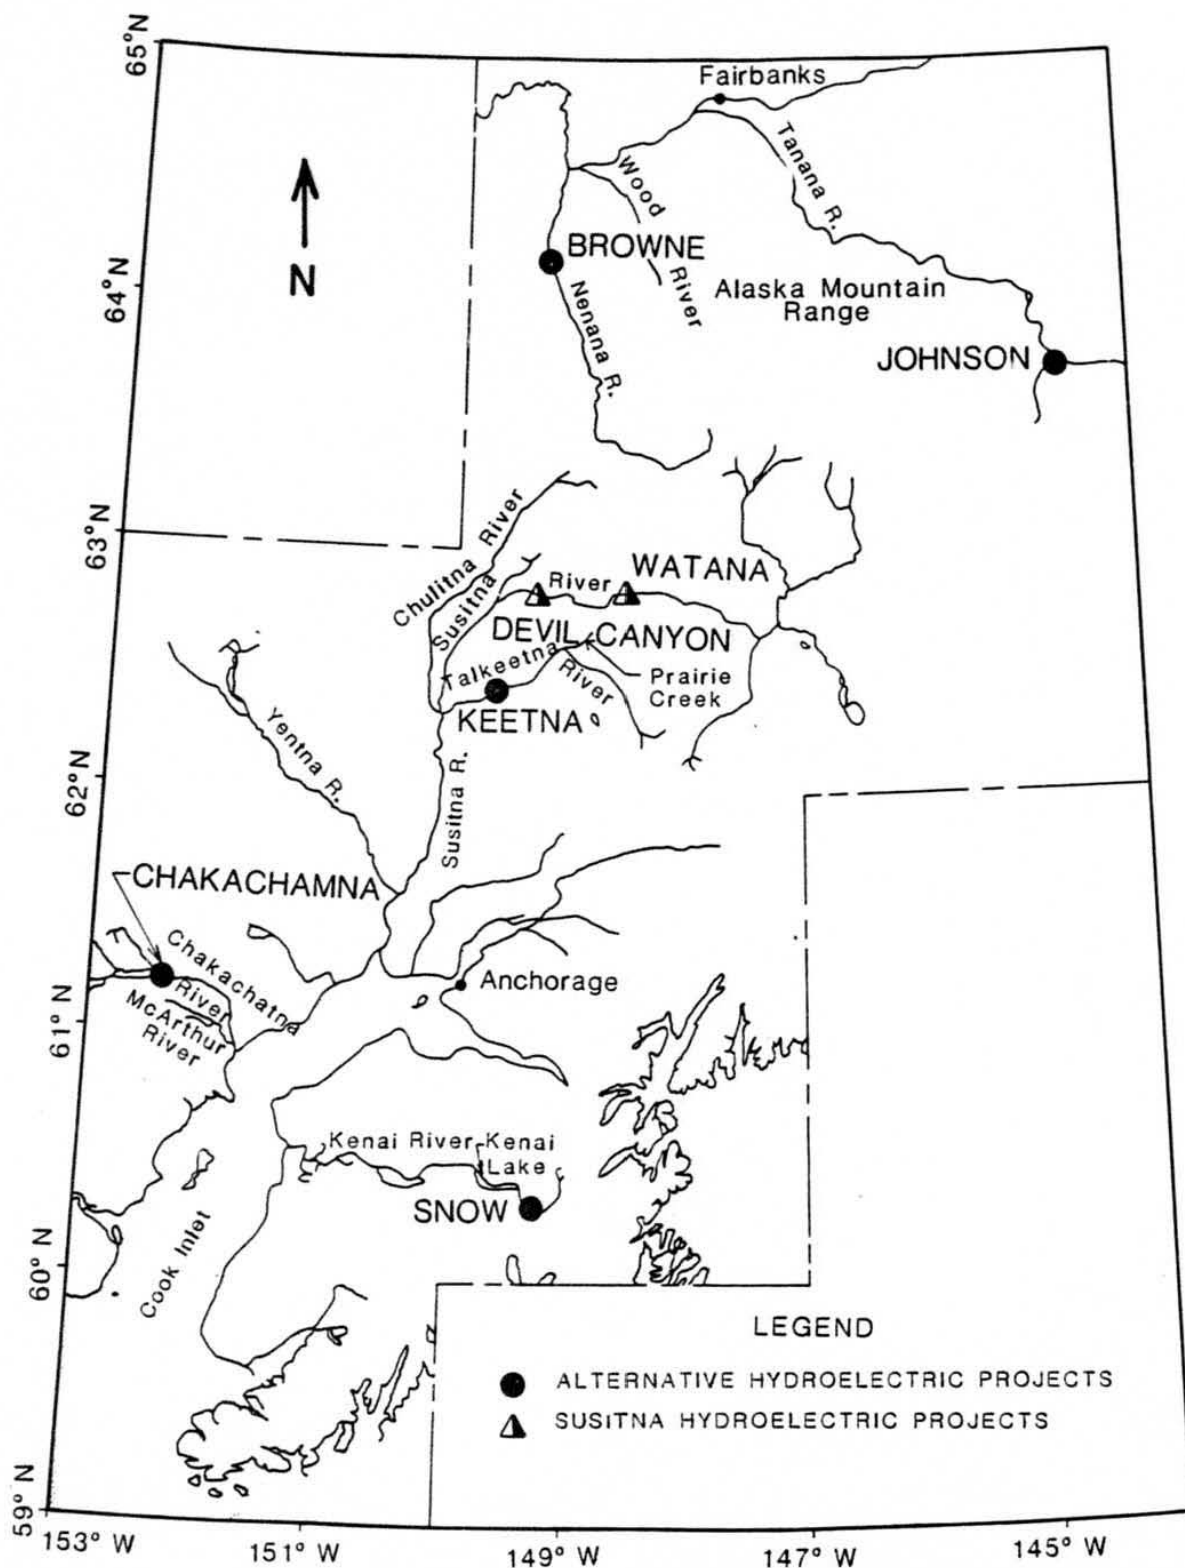 65° N
Fairbanks
Tanana R.
Wood
River
N
BROWNE
64° N
Nenana R.
Alaska Mountain
Range
JOHNSON
63° N
Chulitna River
Susitna
River
WATANA
DEVIL CANYON
Talkeetna
River
Prairie
Creek
KEETNA
Yentna R.
62° N
Susitna R.
CHAKACHAMNA
Chakachatna
River
McArthur
River
Anchorage
61° N
Kenai River
Kenai
Lake
SNOW
Cook Inlet
60° N
LEGEND
ALTERNATIVE HYDROELECTRIC PROJECTS
SUSITNA HYDROELECTRIC PROJECTS
59° N
153° W
151° W
149° W
147° W
145° W